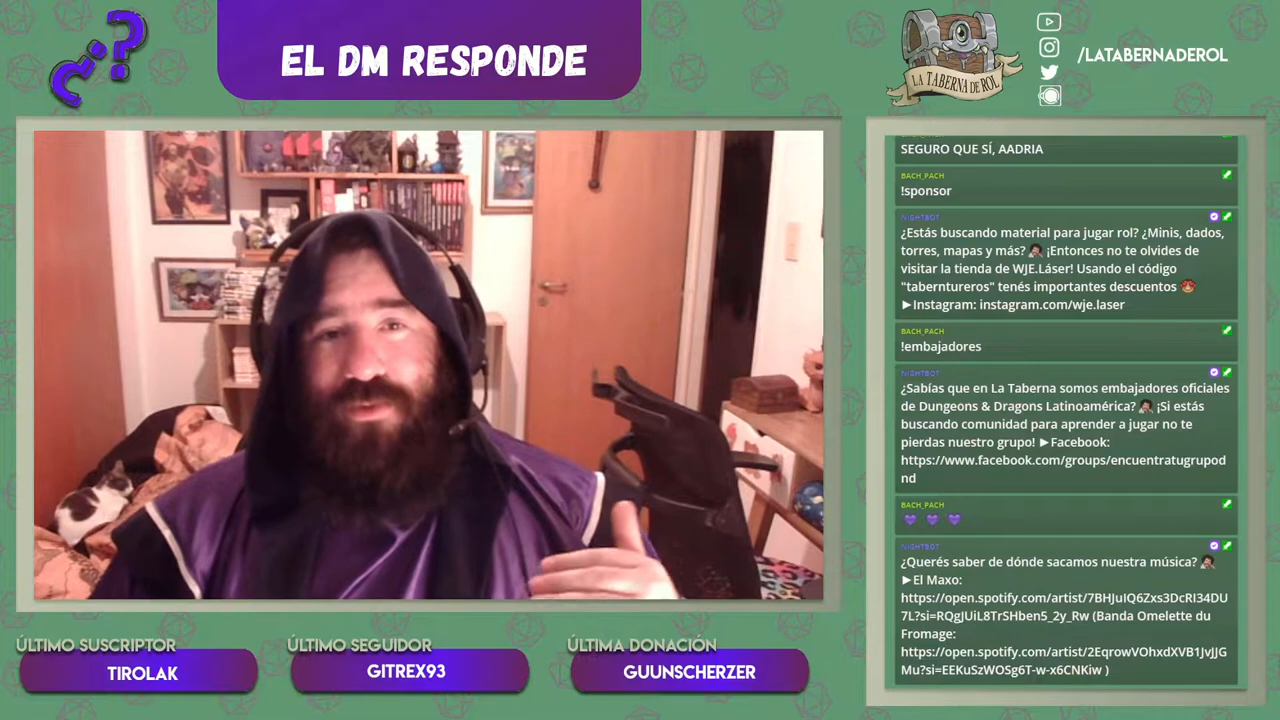 EL DM RESPONDE
LA TABERNA DE ROL
/LATABERNADEROL
SEGURO QUE SÍ, AADRIA
BACH_PACH
!sponsor
NIGHTBOT
¿Estás buscando material para jugar rol? ¿Minis, dados,
torres, mapas y más? ¡Entonces no te olvides de
visitar la tienda de WJE.Láser! Usando el código
"taberntureros" tenés importantes descuentos
►Instagram: instagram.com/wje.laser
BACH_PACH
!embajadores
NIGHTBOT
¿Sabías que en La Taberna somos embajadores oficiales
de Dungeons & Dragons Latinoamérica? ¡Si estás
buscando comunidad para aprender a jugar no te
pierdas nuestro grupo! ►Facebook:
https://www.facebook.com/groups/encuentratugrupod
nd
BACH_PACH
NIGHTBOT
¿Querés saber de dónde sacamos nuestra música?
►El Maxo:
https://open.spotify.com/artist/7BHJuIQ6Zxs3DcRI34DU
7L?si=RQgJUiL8TrSHben5_2y_Rw (Banda Omelette du
Fromage:
https://open.spotify.com/artist/2EqrowVOhxdXVB1JvJJG
Mu?si=EEKuSzWOSg6T-w-x6CNKiw )
ÚLTIMO SUSCRIPTOR
TIROLAK
ÚLTIMO SEGUIDOR
GITREX93
ÚLTIMA DONACIÓN
GUUNSCHERZER